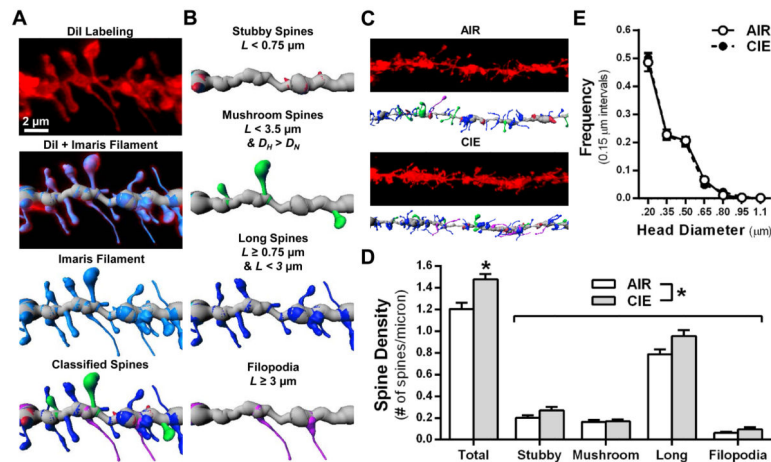 A
DiI Labeling
2 µm
DiI + Imaris Filament
Imaris Filament
Classified Spines
B
Stubby Spines
L < 0.75 µm
Mushroom Spines
L < 3.5 µm
& D_H > D_N
Long Spines
L ≥ 0.75 µm
& L < 3 µm
Filopodia
L ≥ 3 µm
C
AIR
CIE
D
Spine Density
(# of spines/micron)
1.6
1.4
1.2
1.0
0.8
0.6
0.4
0.2
0.0
*
AIR
CIE
*
Total Stubby Mushroom Long Filopodia
E
AIR
CIE
Frequency
(0.15 µm intervals)
0.6
0.5
0.4
0.3
0.2
0.1
0.0
.20 .35 .50 .65 .80 .95 1.1
Head Diameter (µm)